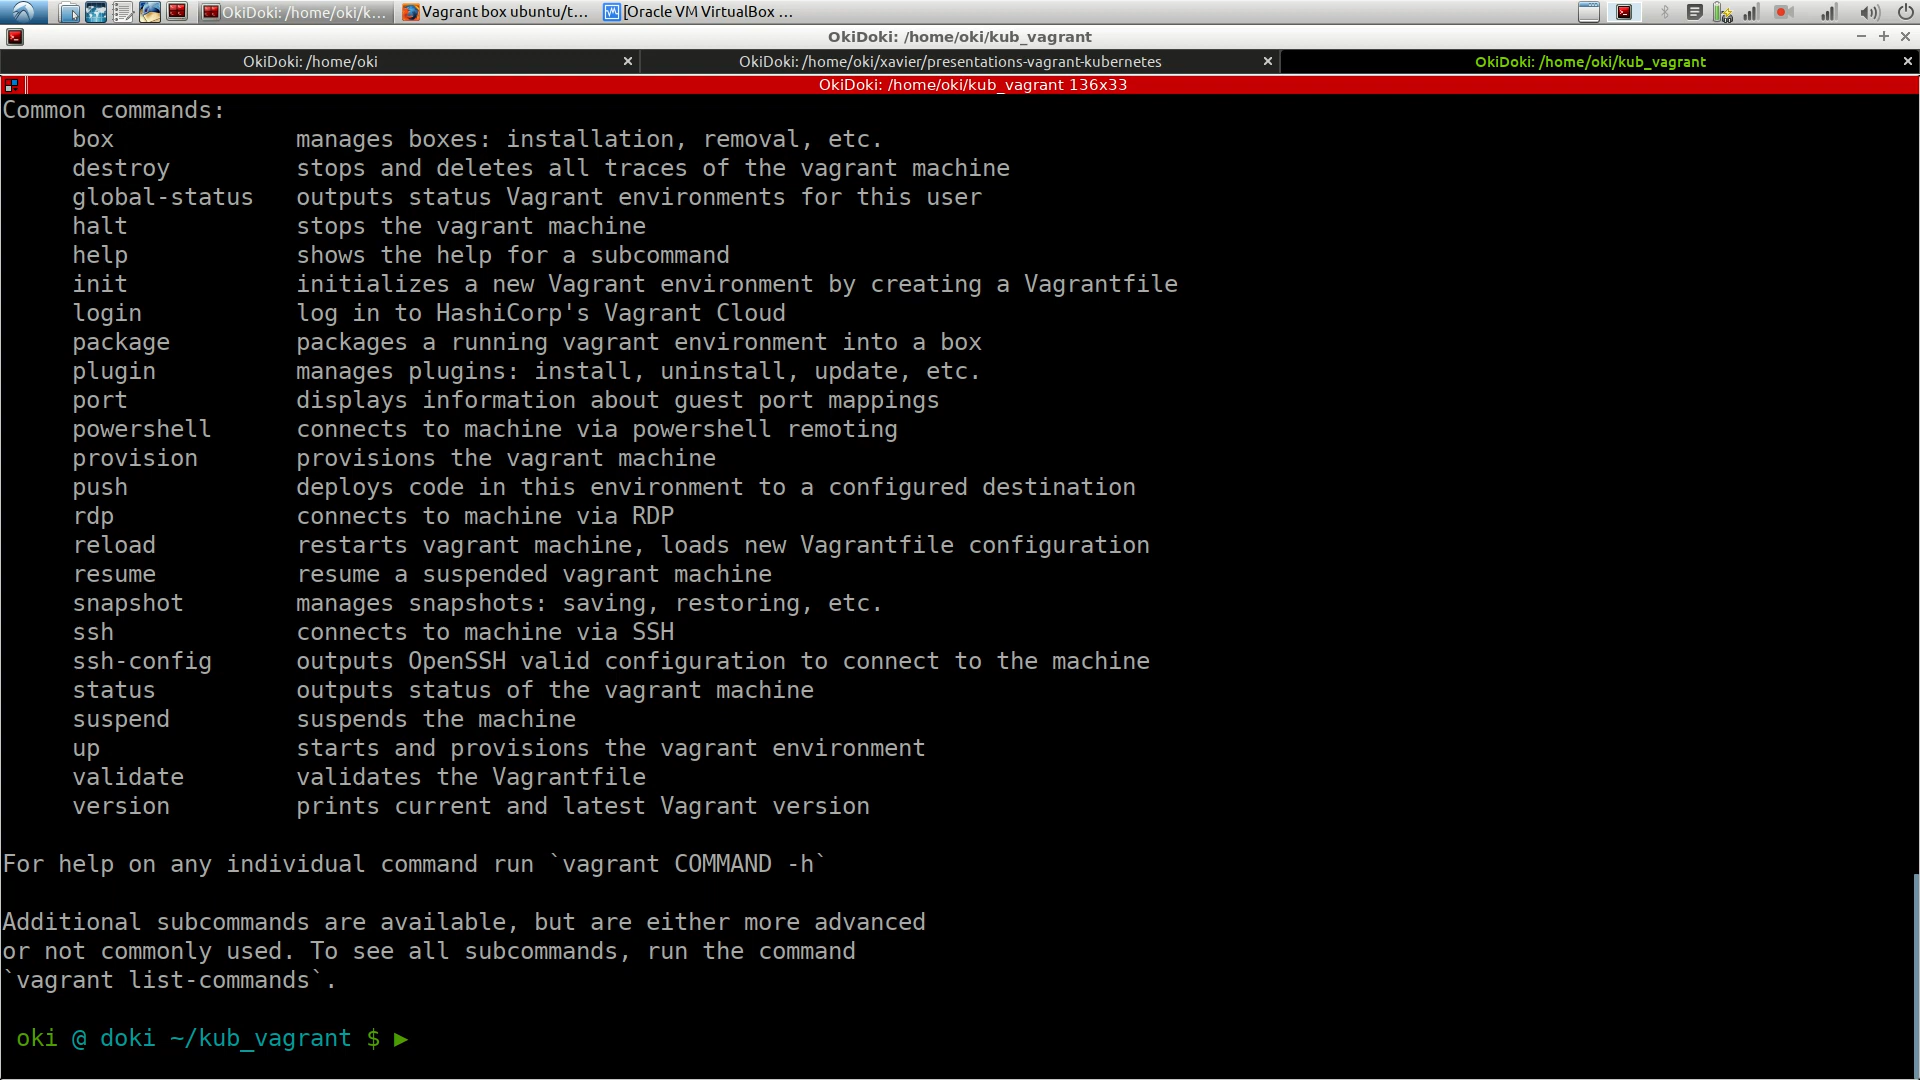 OkiDoki: /home/oki/k... Vagrant box ubuntu/t... [Oracle VM VirtualBox ...
OkiDoki: /home/oki/kub_vagrant
OkiDoki: /home/oki OkiDoki: /home/oki/xavier/presentations-vagrant-kubernetes OkiDoki: /home/oki/kub_vagrant
OkiDoki: /home/oki/kub_vagrant 136x33
Common commands:
box manages boxes: installation, removal, etc.
destroy stops and deletes all traces of the vagrant machine
global-status outputs status Vagrant environments for this user
halt stops the vagrant machine
help shows the help for a subcommand
init initializes a new Vagrant environment by creating a Vagrantfile
login log in to HashiCorp's Vagrant Cloud
package packages a running vagrant environment into a box
plugin manages plugins: install, uninstall, update, etc.
port displays information about guest port mappings
powershell connects to machine via powershell remoting
provision provisions the vagrant machine
push deploys code in this environment to a configured destination
rdp connects to machine via RDP
reload restarts vagrant machine, loads new Vagrantfile configuration
resume resume a suspended vagrant machine
snapshot manages snapshots: saving, restoring, etc.
ssh connects to machine via SSH
ssh-config outputs OpenSSH valid configuration to connect to the machine
status outputs status of the vagrant machine
suspend suspends the machine
up starts and provisions the vagrant environment
validate validates the Vagrantfile
version prints current and latest Vagrant version
For help on any individual command run `vagrant COMMAND -h`
Additional subcommands are available, but are either more advanced
or not commonly used. To see all subcommands, run the command
`vagrant list-commands`.
oki @ doki ~/kub_vagrant $ ▶